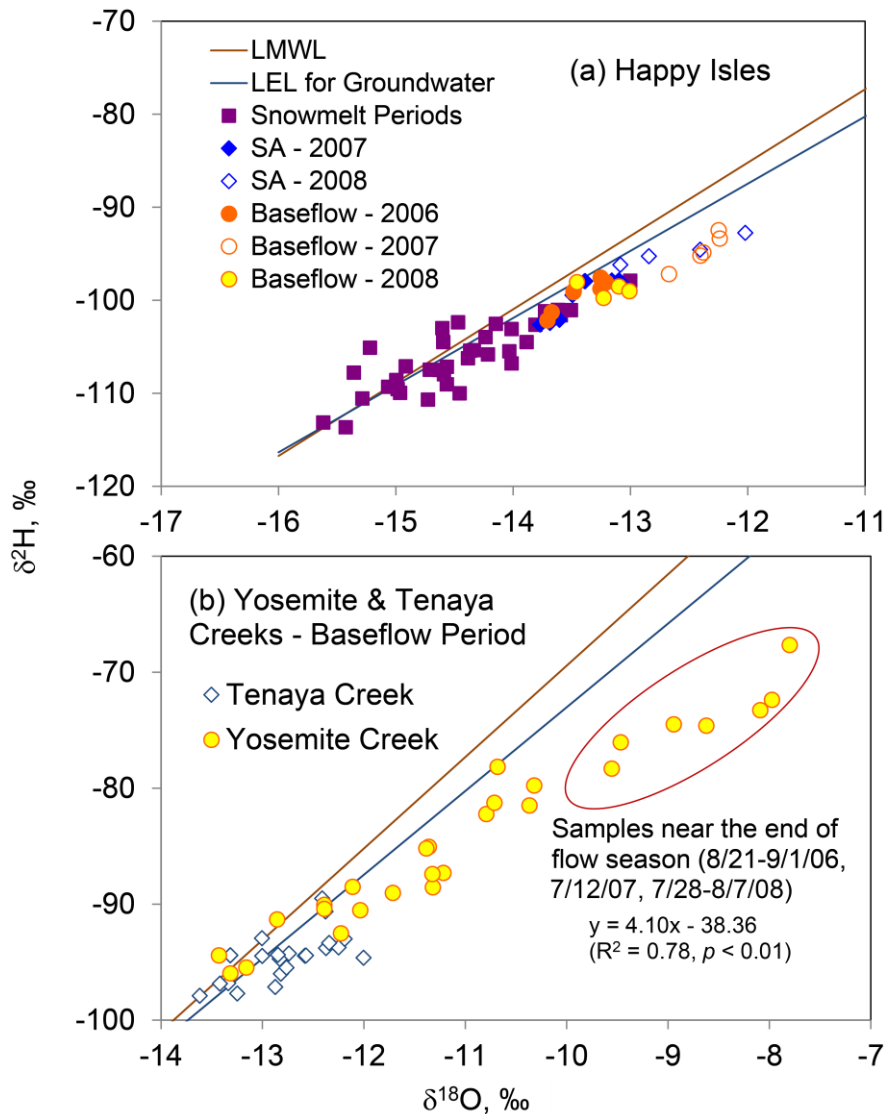 -70
-80
-90
-100
-110
-120
-17
-16
-15
-14
-13
-12
-11
LMWL
LEL for Groundwater
Snowmelt Periods
SA - 2007
SA - 2008
Baseflow - 2006
Baseflow - 2007
Baseflow - 2008
(a) Happy Isles
δ²H, ‰
-60
-70
-80
-90
-100
(b) Yosemite & Tenaya
Creeks - Baseflow Period
Tenaya Creek
Yosemite Creek
Samples near the end of
flow season (8/21-9/1/06,
7/12/07, 7/28-8/7/08)
y = 4.10x - 38.36
(R² = 0.78, p < 0.01)
-14
-13
-12
-11
-10
-9
-8
-7
δ¹⁸O, ‰